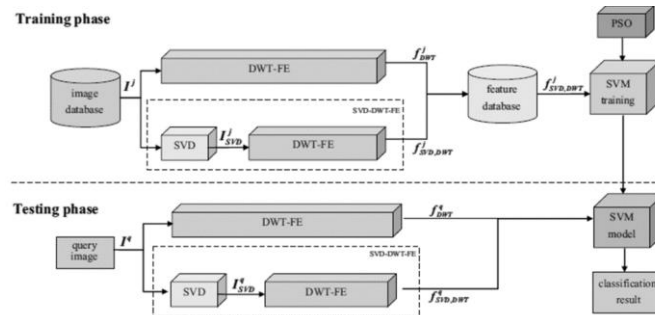 Training phase
PSO
image
database
I^j
DWT-FE
f^j_DWT
feature
database
f^j_SVD,DWT
SVM
training
SVD-DWT-FE
SVD
I^j_SVD
DWT-FE
f^j_SVD,DWT
Testing phase
query
image
I^q
DWT-FE
f^q_DWT
SVM
model
SVD-DWT-FE
SVD
I^q_SVD
DWT-FE
f^q_SVD,DWT
classification
result